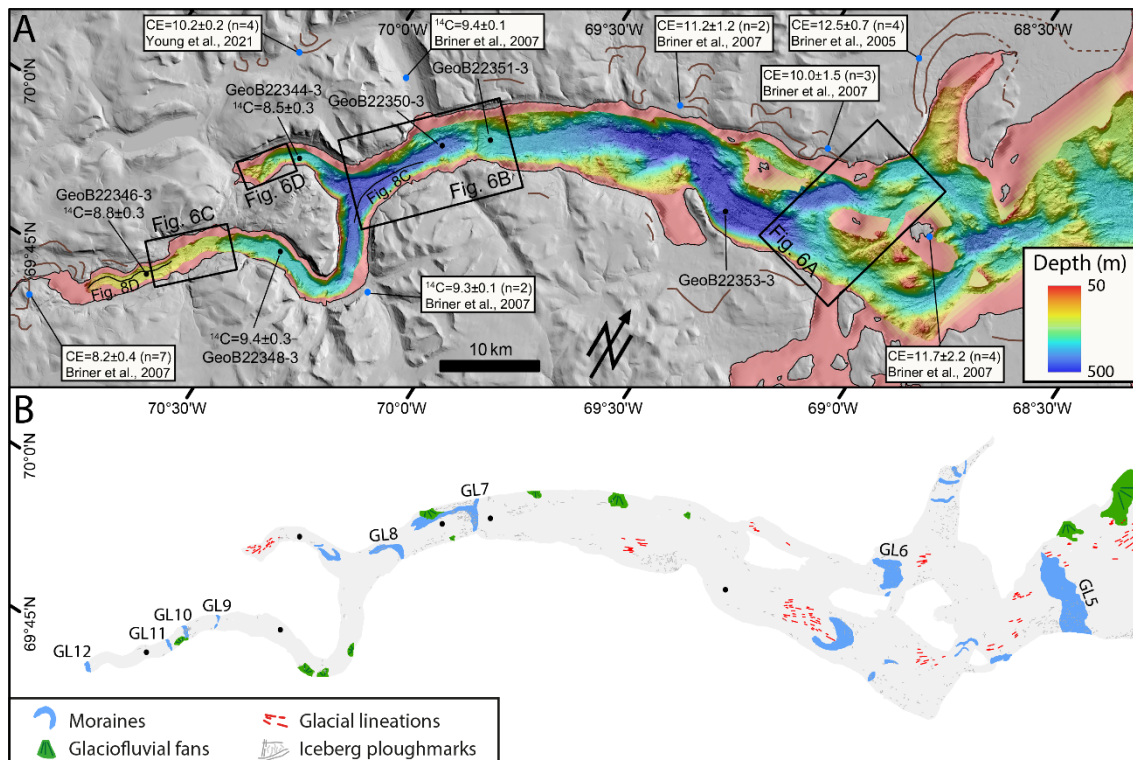 A
CE=10.2±0.2 (n=4)
Young et al., 2021
70°0'W
¹⁴C=9.4±0.1
Briner et al., 2007
69°30'W
CE=11.2±1.2 (n=2)
Briner et al., 2007
69°0'W
CE=12.5±0.7 (n=4)
Briner et al., 2005
68°30'W
70°0'N
GeoB22344-3
¹⁴C=8.5±0.3
GeoB22350-3
GeoB22351-3
CE=10.0±1.5 (n=3)
Briner et al., 2007
Fig. 6D
Fig. 8C
Fig. 6B
GeoB22346-3
¹⁴C=8.8±0.3
Fig. 6C
69°45'N
Fig. 8D
Fig. 6A
GeoB22353-3
Depth (m)
50
500
¹⁴C=9.3±0.1 (n=2)
Briner et al., 2007
¹⁴C=9.4±0.3
GeoB22348-3
10 km
N
CE=8.2±0.4 (n=7)
Briner et al., 2007
CE=11.7±2.2 (n=4)
Briner et al., 2007
B
70°30'W
70°0'W
69°30'W
69°0'W
68°30'W
70°0'N
GL7
GL8
GL6
GL5
69°45'N
GL9
GL10
GL11
GL12
Moraines
Glacial lineations
Glaciofluvial fans
Iceberg ploughmarks